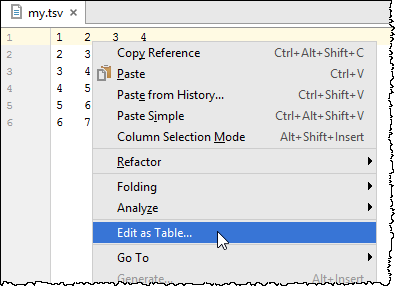 my.tsv
1 1 2 3 4
Copy Reference Ctrl+Alt+Shift+C
2 2 3
Paste Ctrl+V
3 3 4
Paste from History... Ctrl+Shift+V
4 4 5
Paste Simple Ctrl+Alt+Shift+V
5 5 6
Column Selection Mode Alt+Shift+Insert
6 6 7
Refactor
Folding
Analyze
Edit as Table...
Go To
Generate... Alt+Insert